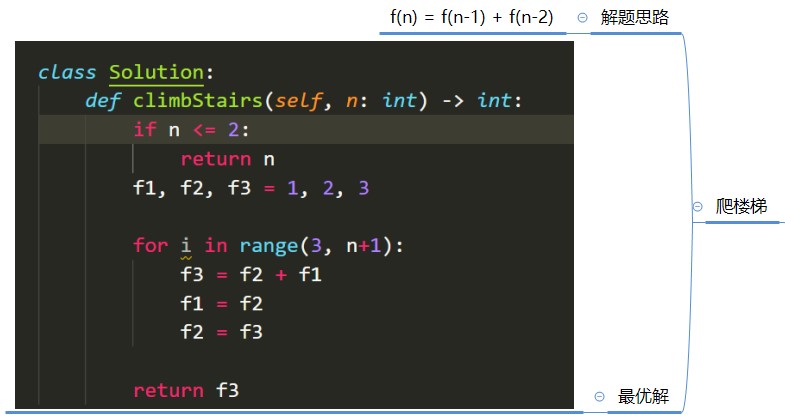 f(n) = f(n-1) + f(n-2)
解题思路
class Solution:
    def climbStairs(self, n: int) -> int:
        if n <= 2:
            return n
        f1, f2, f3 = 1, 2, 3

        for i in range(3, n+1):
            f3 = f2 + f1
            f1 = f2
            f2 = f3

        return f3
爬楼梯
最优解